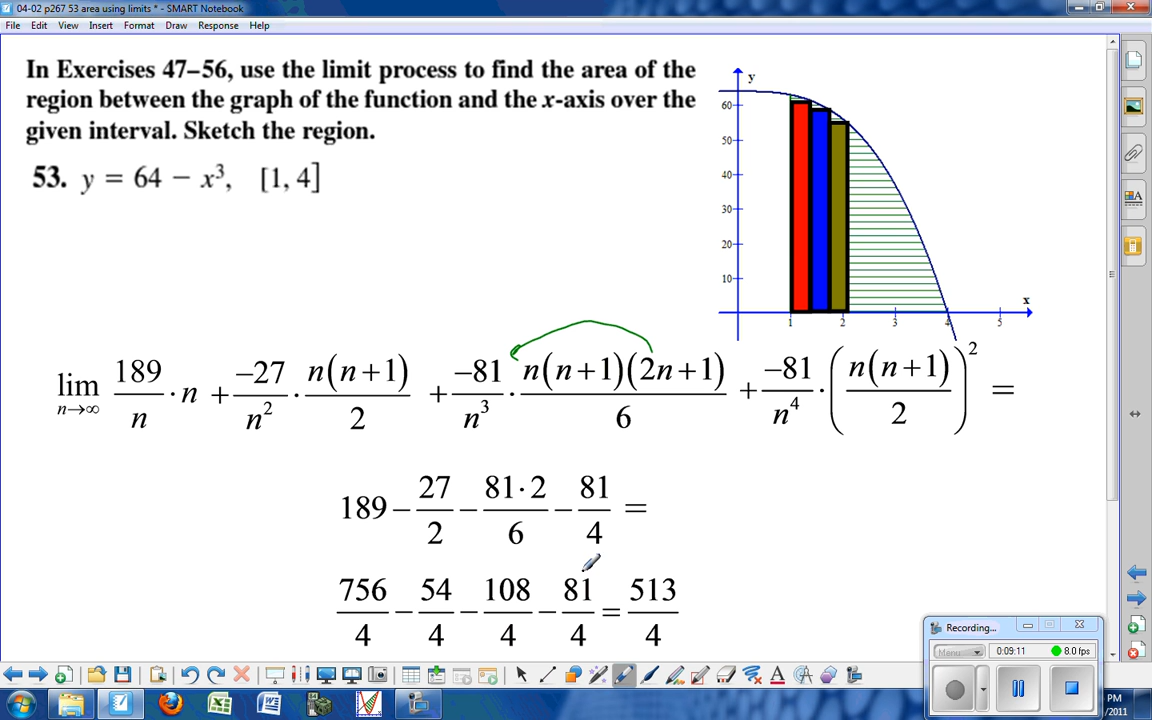 04-02 p267 53 area using limits * - SMART Notebook
File Edit View Insert Format Draw Response Help
In Exercises 47–56, use the limit process to find the area of the
region between the graph of the function and the x-axis over the
given interval. Sketch the region.
53. y = 64 − x³, [1, 4]
y
60
50
40
30
20
10
1 2 3 4 5
x
lim n→∞ 189/n · n + −27/n² · n(n+1)/2 + −81/n³ · n(n+1)(2n+1)/6 + −81/n⁴ · (n(n+1)/2)² =
189 − 27/2 − 81·2/6 − 81/4 =
756/4 − 54/4 − 108/4 − 81/4 = 513/4
Recording...
Menu 0:09:11 8.0 fps
PM
/2011